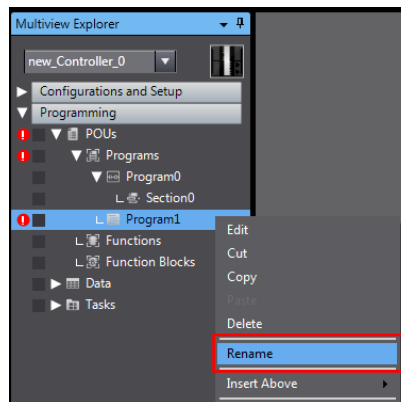 Multiview Explorer
new_Controller_0
Configurations and Setup
Programming
POUs
Programs
Program0
Section0
Program1
Functions
Function Blocks
Data
Tasks
Edit
Cut
Copy
Paste
Delete
Rename
Insert Above